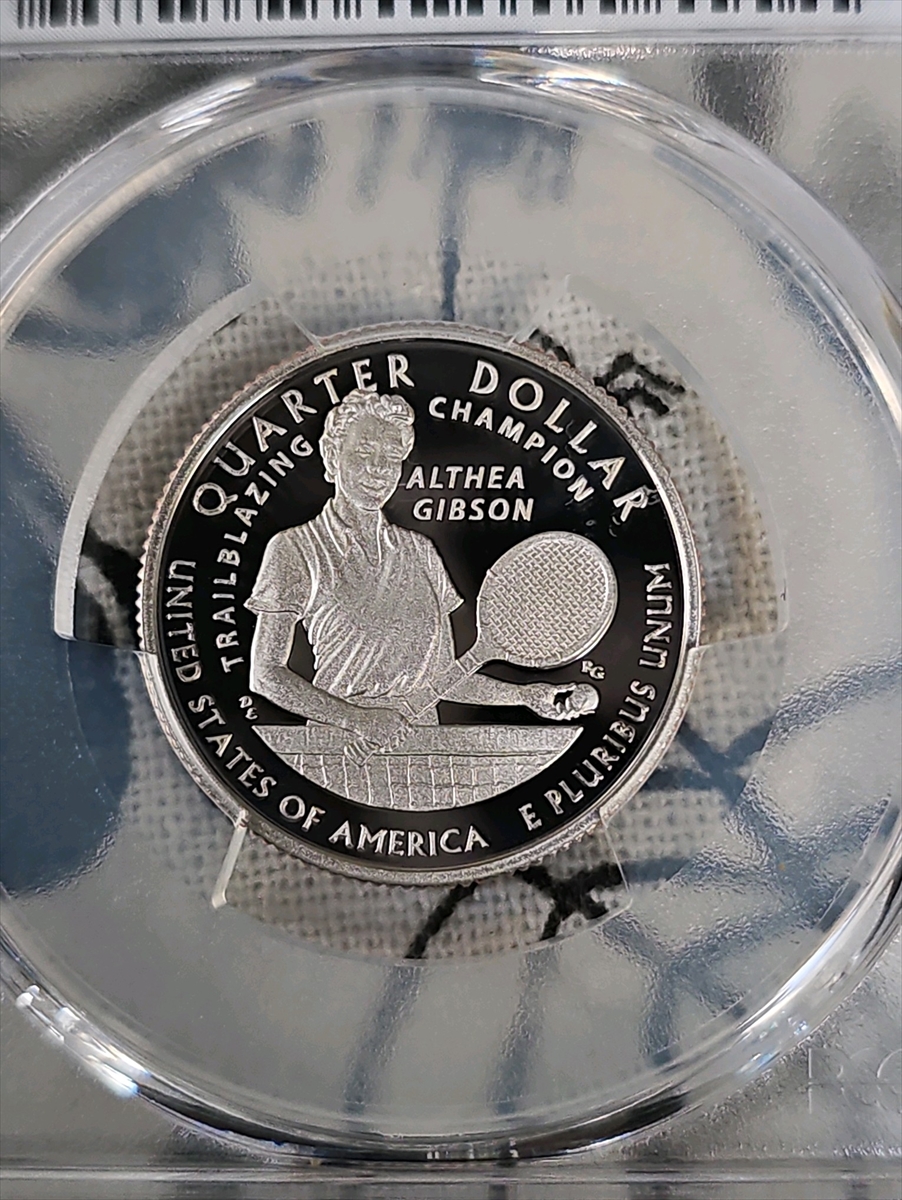 QUARTER DOLLAR
TRAILBLAZING CHAMPION
ALTHEA
GIBSON
UNITED STATES OF AMERICA
E PLURIBUS UNUM
PG